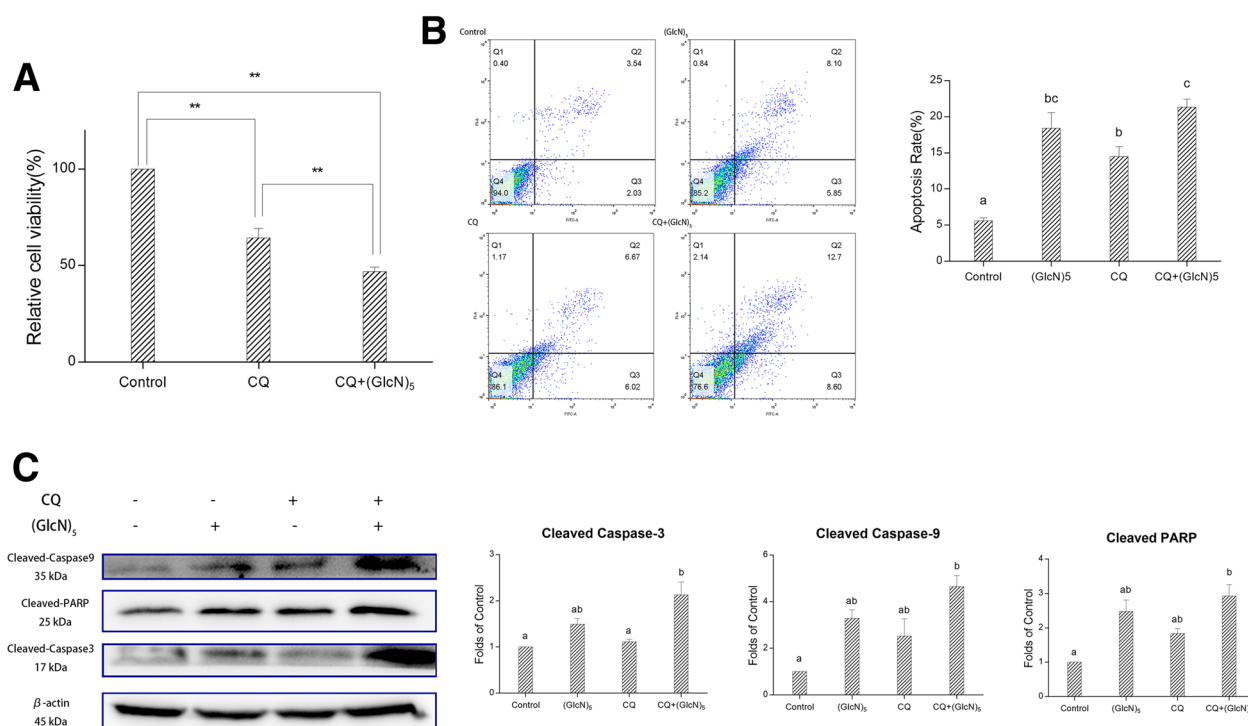 A
Relative cell viability(%)
100
50
0
**
**
**
Control
CQ
CQ+(GlcN)5
B
Control
Q1
0.40
Q2
3.54
Q4
94.0
Q3
2.03
FITC-A
(GlcN)5
Q1
0.84
Q2
8.10
Q4
85.2
Q3
5.85
FITC-A
CQ
Q1
1.17
Q2
6.67
Q4
86.1
Q3
6.02
FITC-A
CQ+(GlcN)5
Q1
2.14
Q2
12.7
Q4
76.6
Q3
8.60
FITC-A
Apoptosis Rate(%)
25
20
15
10
5
0
a
bc
b
c
Control
(GlcN)5
CQ
CQ+(GlcN)5
C
CQ - - + +
(GlcN)5 - + - +
Cleaved-Caspase9
35 kDa
Cleaved-PARP
25 kDa
Cleaved-Caspase3
17 kDa
β-actin
45 kDa
Cleaved Caspase-3
Folds of Control
3
2
1
0
a
ab
a
b
Control
(GlcN)5
CQ
CQ+(GlcN)5
Cleaved Caspase-9
Folds of Control
6
4
2
0
a
ab
ab
b
Control
(GlcN)5
CQ
CQ+(GlcN)5
Cleaved PARP
Folds of Control
4
3
2
1
0
a
ab
ab
b
Control
(GlcN)5
CQ